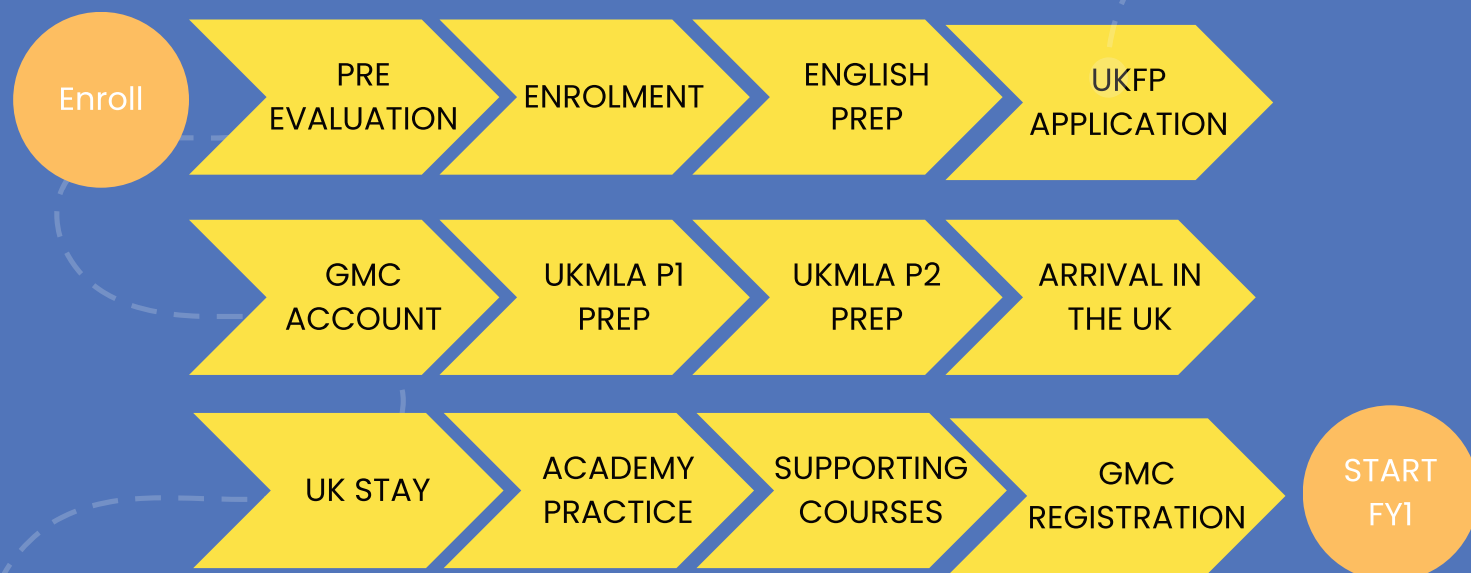 Enroll
PRE
EVALUATION
ENROLMENT
ENGLISH
PREP
UKFP
APPLICATION
GMC
ACCOUNT
UKMLA P1
PREP
UKMLA P2
PREP
ARRIVAL IN
THE UK
UK STAY
ACADEMY
PRACTICE
SUPPORTING
COURSES
GMC
REGISTRATION
START
FY1